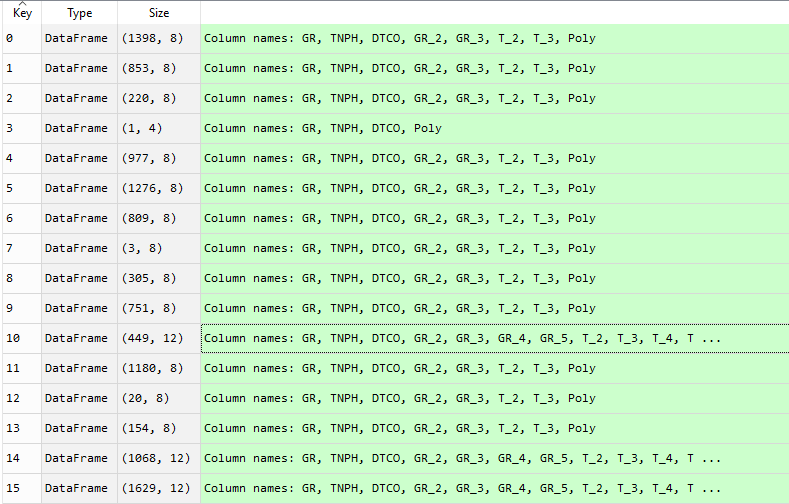 Key Type Size
0 DataFrame (1398, 8) Column names: GR, TNPH, DTCO, GR_2, GR_3, T_2, T_3, Poly
1 DataFrame (853, 8) Column names: GR, TNPH, DTCO, GR_2, GR_3, T_2, T_3, Poly
2 DataFrame (220, 8) Column names: GR, TNPH, DTCO, GR_2, GR_3, T_2, T_3, Poly
3 DataFrame (1, 4) Column names: GR, TNPH, DTCO, Poly
4 DataFrame (977, 8) Column names: GR, TNPH, DTCO, GR_2, GR_3, T_2, T_3, Poly
5 DataFrame (1276, 8) Column names: GR, TNPH, DTCO, GR_2, GR_3, T_2, T_3, Poly
6 DataFrame (809, 8) Column names: GR, TNPH, DTCO, GR_2, GR_3, T_2, T_3, Poly
7 DataFrame (3, 8) Column names: GR, TNPH, DTCO, GR_2, GR_3, T_2, T_3, Poly
8 DataFrame (305, 8) Column names: GR, TNPH, DTCO, GR_2, GR_3, T_2, T_3, Poly
9 DataFrame (751, 8) Column names: GR, TNPH, DTCO, GR_2, GR_3, T_2, T_3, Poly
10 DataFrame (449, 12) Column names: GR, TNPH, DTCO, GR_2, GR_3, GR_4, GR_5, T_2, T_3, T_4, T ...
11 DataFrame (1180, 8) Column names: GR, TNPH, DTCO, GR_2, GR_3, T_2, T_3, Poly
12 DataFrame (20, 8) Column names: GR, TNPH, DTCO, GR_2, GR_3, T_2, T_3, Poly
13 DataFrame (154, 8) Column names: GR, TNPH, DTCO, GR_2, GR_3, T_2, T_3, Poly
14 DataFrame (1068, 12) Column names: GR, TNPH, DTCO, GR_2, GR_3, GR_4, GR_5, T_2, T_3, T_4, T ...
15 DataFrame (1629, 12) Column names: GR, TNPH, DTCO, GR_2, GR_3, GR_4, GR_5, T_2, T_3, T_4, T ...